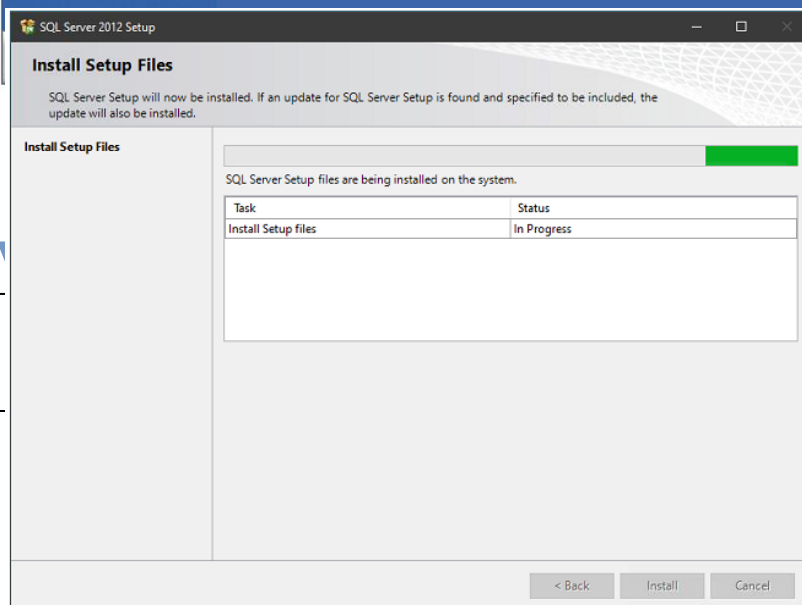 SQL Server 2012 Setup
Install Setup Files
SQL Server Setup will now be installed. If an update for SQL Server Setup is found and specified to be included, the
update will also be installed.
Install Setup Files
SQL Server Setup files are being installed on the system.
Task Status
Install Setup files In Progress
< Back Install Cancel